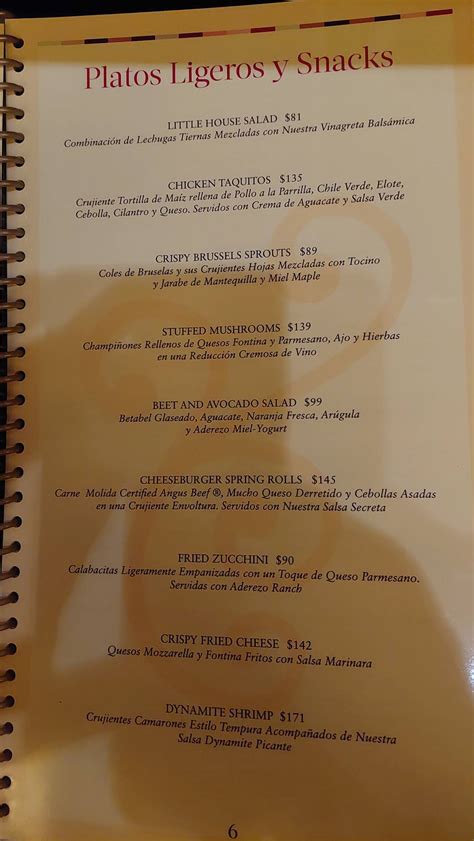 Platos Ligeros y Snacks
LITTLE HOUSE SALAD $81
Combinación de Lechugas Tiernas Mezcladas con Nuestra Vinagreta Balsámica
CHICKEN TAQUITOS $135
Crujiente Tortilla de Maíz rellena de Pollo a la Parrilla, Chile Verde, Elote,
Cebolla, Cilantro y Queso. Servidos con Crema de Aguacate y Salsa Verde
CRISPY BRUSSELS SPROUTS $89
Coles de Bruselas y sus Crujientes Hojas Mezcladas con Tocino
y Jarabe de Mantequilla y Miel Maple
STUFFED MUSHROOMS $139
Champiñones Rellenos de Quesos Fontina y Parmesano, Ajo y Hierbas
en una Reducción Cremosa de Vino
BEET AND AVOCADO SALAD $99
Betabel Glaseado, Aguacate, Naranja Fresca, Arúgula
y Aderezo Miel-Yogurt
CHEESEBURGER SPRING ROLLS $145
Carne Molida Certified Angus Beef ®, Mucho Queso Derretido y Cebollas Asadas
en una Crujiente Envoltura. Servidos con Nuestra Salsa Secreta
FRIED ZUCCHINI $90
Calabacitas Ligeramente Empanizadas con un Toque de Queso Parmesano.
Servidas con Aderezo Ranch
CRISPY FRIED CHEESE $142
Quesos Mozzarella y Fontina Fritos con Salsa Marinara
DYNAMITE SHRIMP $171
Crujientes Camarones Estilo Tempura Acompañados de Nuestra
Salsa Dynamite Picante
6